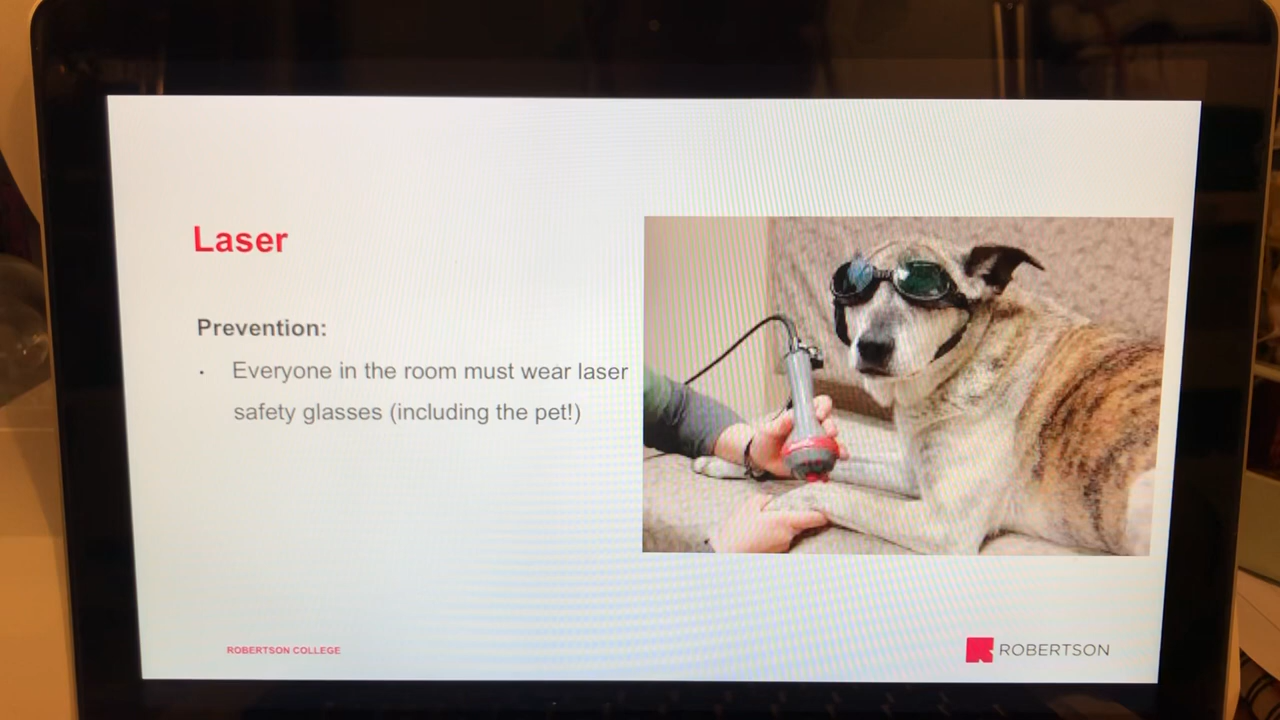 Laser
Prevention:
· Everyone in the room must wear laser
safety glasses (including the pet!)
ROBERTSON COLLEGE
ROBERTSON